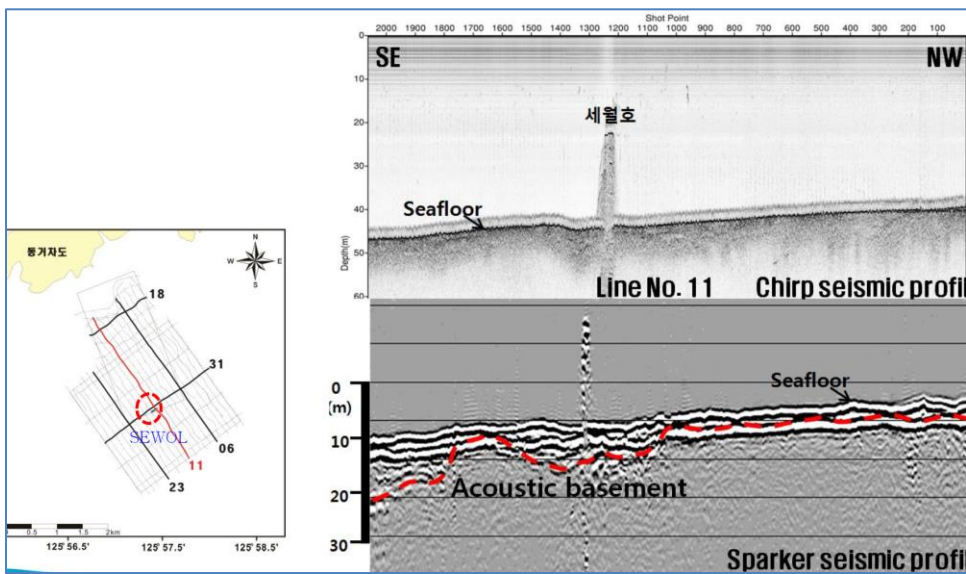 Shot Point
2000 1900 1800 1700 1600 1500 1400 1300 1200 1100 1000 900 800 700 600 500 400 300 200 100
0
SE
NW
10
20
세월호
30
Seafloor
40
50
60
Depth(m)
Line No. 11
Chirp seismic profil
동거차도
N
W
E
S
18
31
SEWOL
06
11
23
0.5 1 1.5 2km
125˚56.5'
125˚57.5'
125˚58.5'
0
(m)
10
20
30
Seafloor
Acoustic basement
Sparker seismic profil